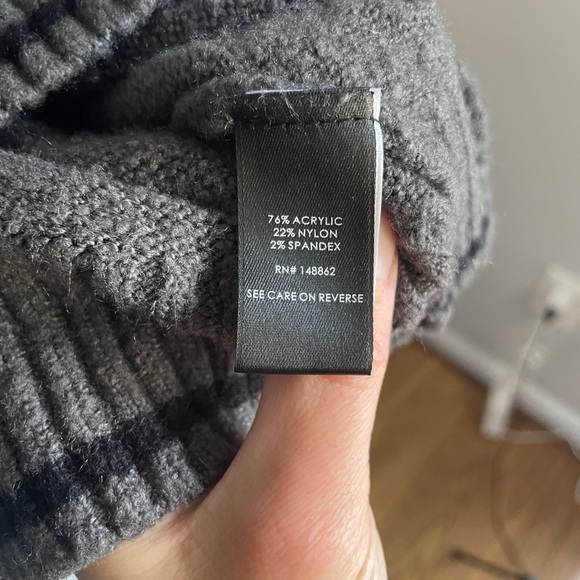 76% ACRYLIC
22% NYLON
2% SPANDEX
RN# 148862
SEE CARE ON REVERSE